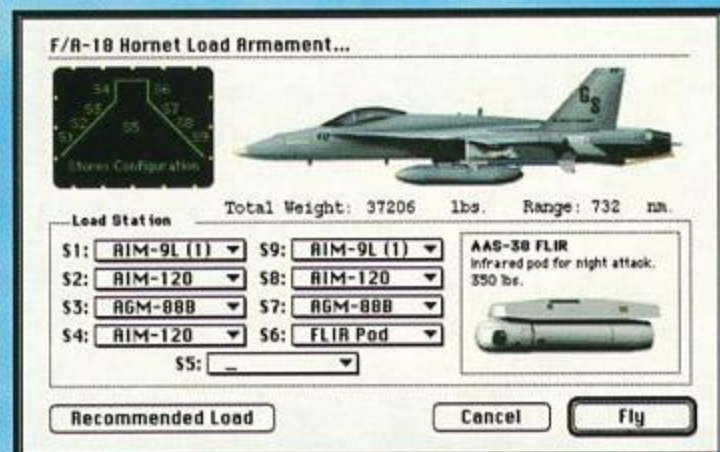 F/A-18 Hornet Load Armament...
S4 S6
S3 S7
S2 S5 S8
S1 S9
Stores Configuration
GS
Total Weight: 37206 lbs. Range: 732 nm.
Load Station
S1: AIM-9L (1) S9: AIM-9L (1)
S2: AIM-120 S8: AIM-120
S3: AGM-88B S7: AGM-88B
S4: AIM-120 S6: FLIR Pod
S5: _
AAS-38 FLIR
Infrared pod for night attack.
350 lbs.
Recommended Load Cancel Fly